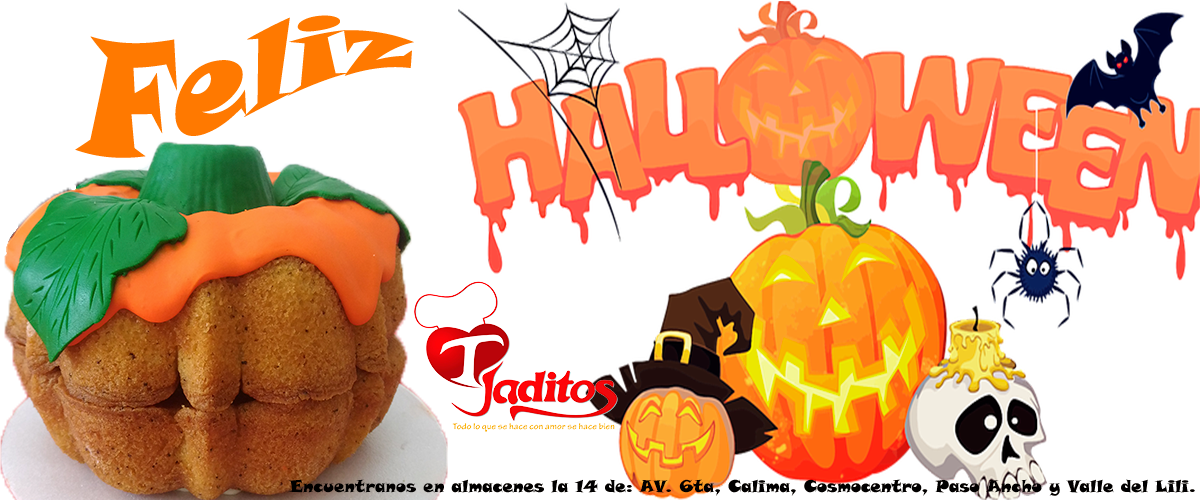 Feliz
HALLOWEEN
T
Jaditos
Todo lo que se hace con amor se hace bien
Encuentranos en almacenes la 14 de: AV. 6ta, Calima, Cosmocentro, Paso Ancho y Valle del Lili.